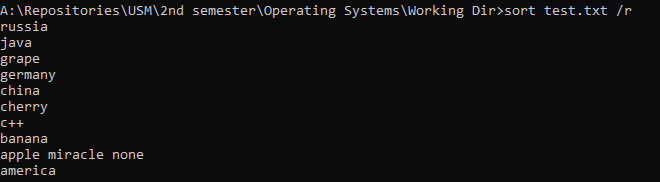 A:\Repositories\USM\2nd semester\Operating Systems\Working Dir>sort test.txt /r
russia
java
grape
germany
china
cherry
c++
banana
apple miracle none
america